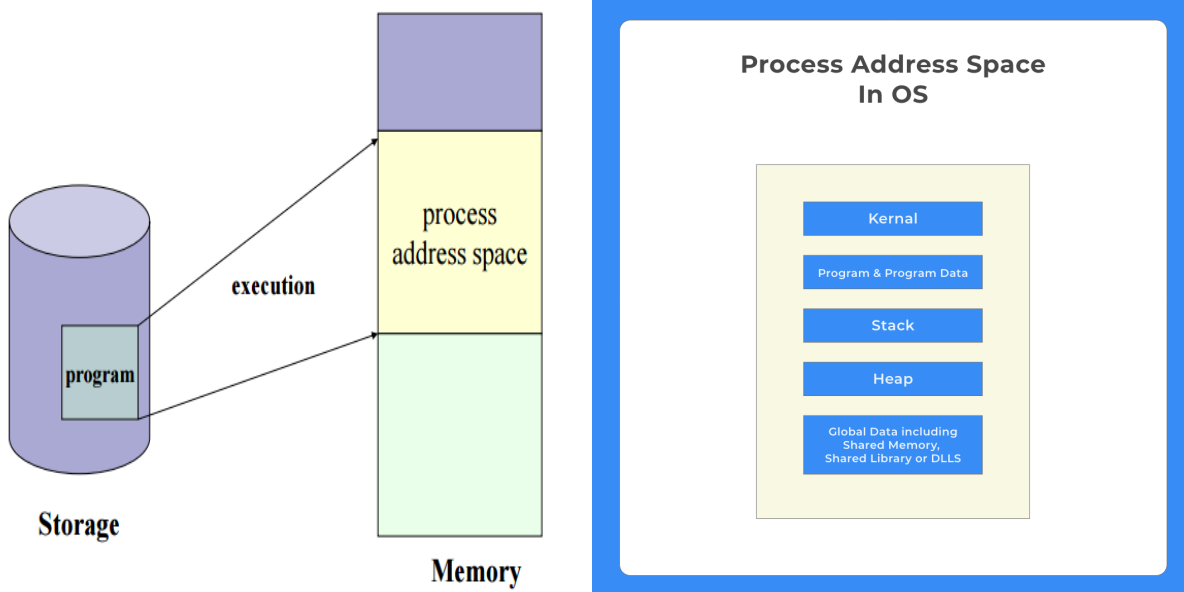 process
address space
execution
program
Storage
Memory
Process Address Space
In OS
Kernal
Program & Program Data
Stack
Heap
Global Data including
Shared Memory,
Shared Library or DLLS